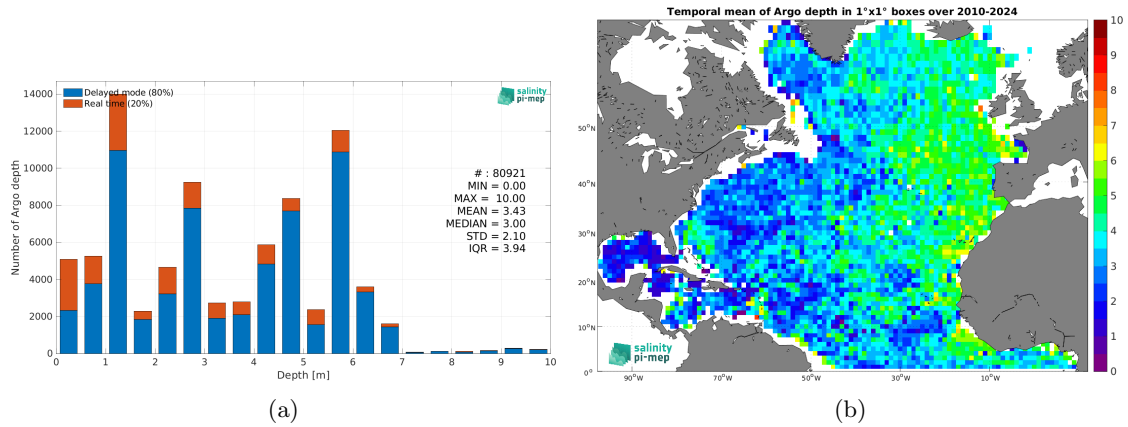 Delayed mode (80%)
Real time (20%)
salinity
pi-mep
# : 80921
MIN = 0.00
MAX = 10.00
MEAN = 3.43
MEDIAN = 3.00
STD = 2.10
IQR = 3.94
Number of Argo depth
14000
12000
10000
8000
6000
4000
2000
0
0 1 2 3 4 5 6 7 8 9 10
Depth [m]
(a)
Temporal mean of Argo depth in 1°x1° boxes over 2010-2024
50°N
40°N
30°N
20°N
10°N
0°
90°W 70°W 50°W 30°W 10°W
salinity
pi-mep
10
9
8
7
6
5
4
3
2
1
0
(b)